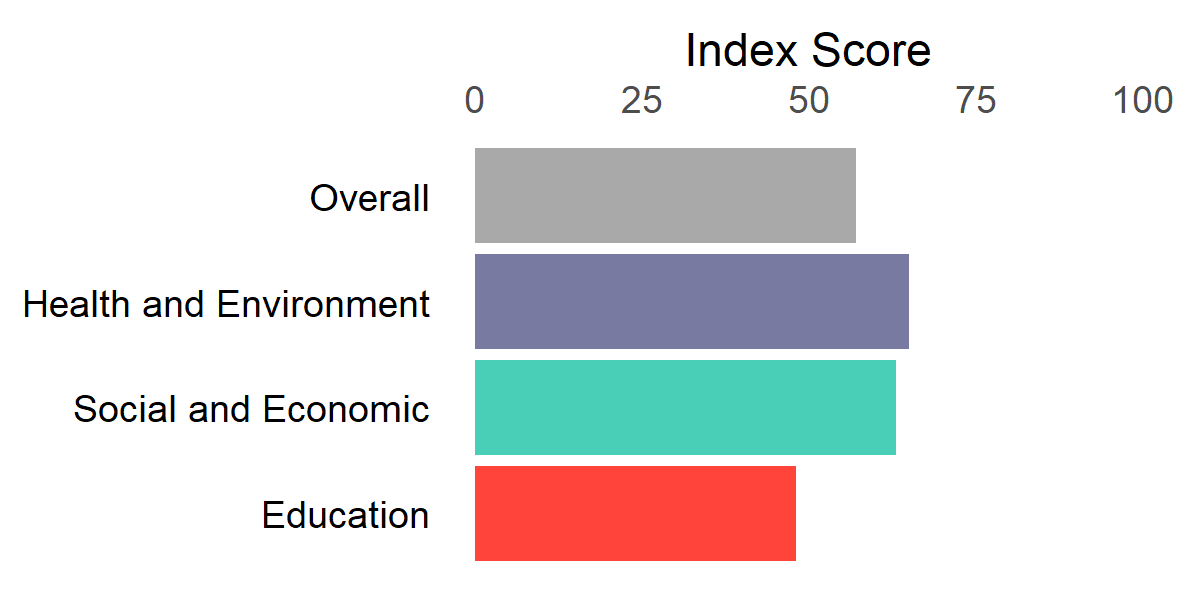 Index Score
0 25 50 75 100
Overall
Health and Environment
Social and Economic
Education